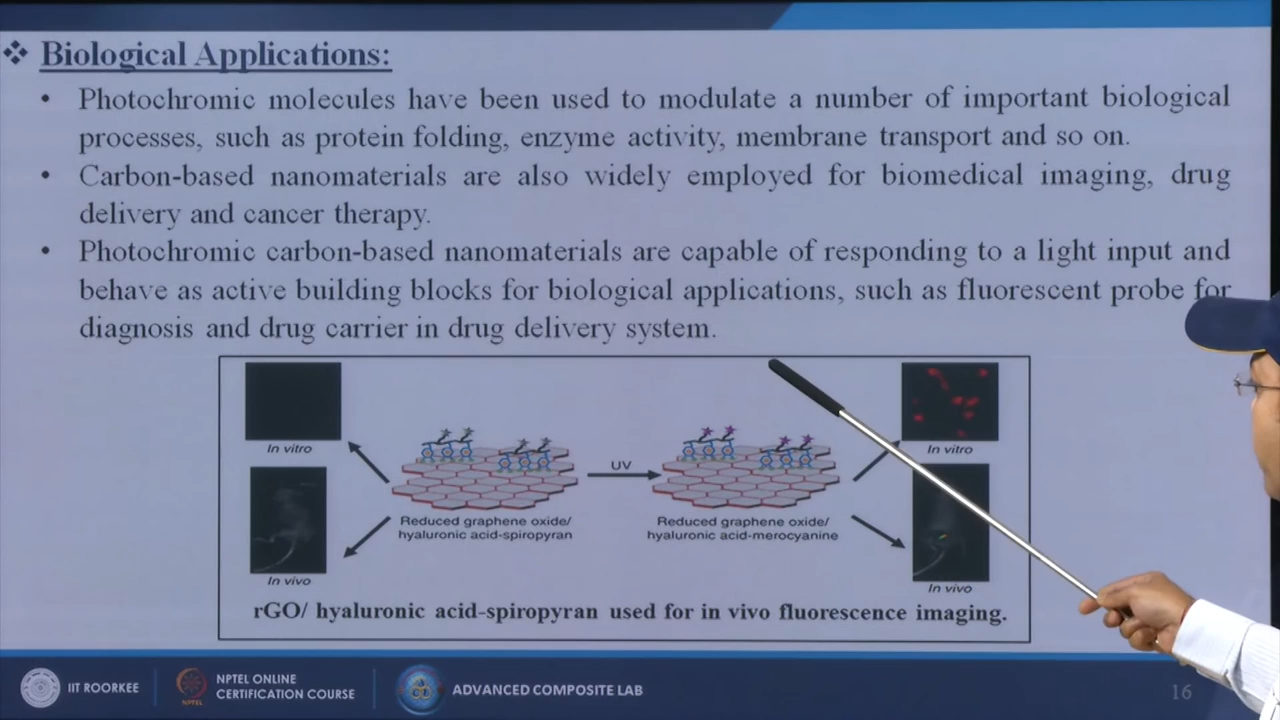 Biological Applications:
• Photochromic molecules have been used to modulate a number of important biological
processes, such as protein folding, enzyme activity, membrane transport and so on.
• Carbon-based nanomaterials are also widely employed for biomedical imaging, drug
delivery and cancer therapy.
• Photochromic carbon-based nanomaterials are capable of responding to a light input and
behave as active building blocks for biological applications, such as fluorescent probe for
diagnosis and drug carrier in drug delivery system.
In vitro
In vivo
Reduced graphene oxide/
hyaluronic acid-spiropyran
UV
Reduced graphene oxide/
hyaluronic acid-merocyanine
In vitro
In vivo
rGO/ hyaluronic acid-spiropyran used for in vivo fluorescence imaging.
IIT ROORKEE
NPTEL
NPTEL ONLINE
CERTIFICATION COURSE
ADVANCED COMPOSITE LAB
16